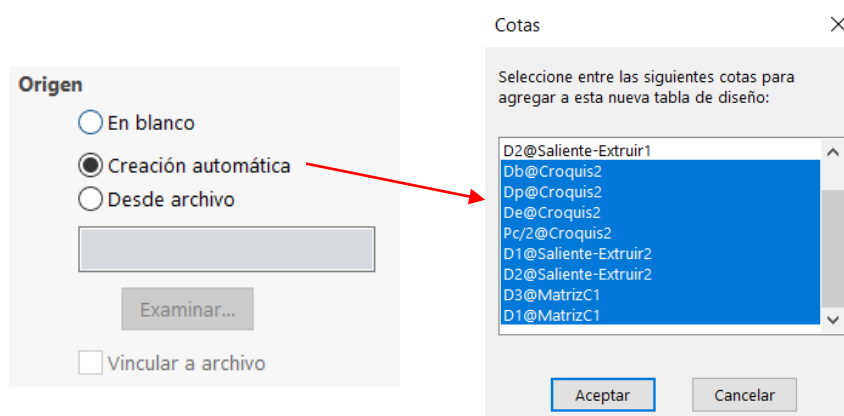 Origen
En blanco
Creación automática
Desde archivo
Examinar...
Vincular a archivo
Cotas
Seleccione entre las siguientes cotas para
agregar a esta nueva tabla de diseño:
D2@Saliente-Extruir1
Db@Croquis2
Dp@Croquis2
De@Croquis2
Pc/2@Croquis2
D1@Saliente-Extruir2
D2@Saliente-Extruir2
D3@MatrizC1
D1@MatrizC1
Aceptar
Cancelar